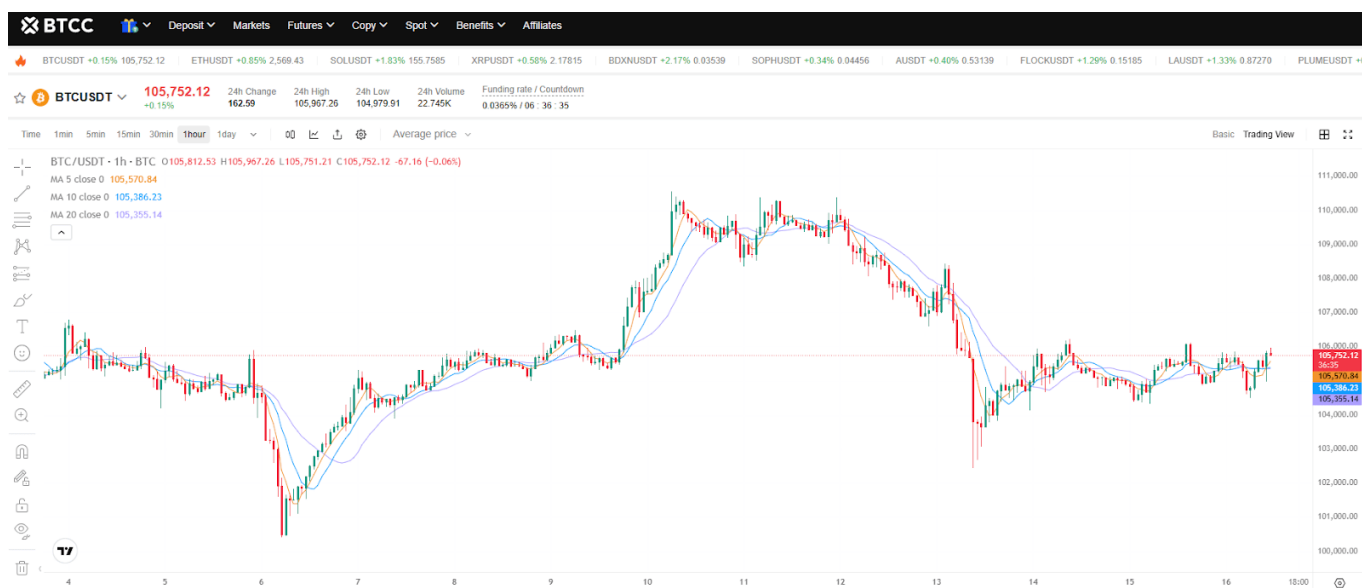 BTCC Deposit Markets Futures Copy Spot Benefits Affiliates
BTCUSDT +0.15% 105,752.12 ETHUSDT +0.85% 2,569.43 SOLUSDT +1.83% 155.7585 XRPUSDT +0.58% 2.17815 BDXNUSDT +2.17% 0.03539 SOPHUSDT +0.34% 0.04456 AUSDT +0.40% 0.53139 FLOCKUSDT +1.29% 0.15185 LAUSDT +1.33% 0.87270 PLUMEUSDT
BTCUSDT 105,752.12 24h Change 24h High 24h Low 24h Volume Funding rate / Countdown
+0.15% 162.59 105,967.26 104,979.91 22.745K 0.0365% / 06 : 36 : 35
Time 1min 5min 15min 30min 1hour 1day Average price Basic Trading View
BTC/USDT · 1h · BTC O105,812.53 H105,967.26 L105,751.21 C105,752.12 -67.16 (−0.06%)
MA 5 close 0 105,570.84
MA 10 close 0 105,386.23
MA 20 close 0 105,355.14
111,000.00
110,000.00
109,000.00
108,000.00
107,000.00
106,000.00
105,752.12
36:35
105,570.84
105,386.23
105,355.14
104,000.00
103,000.00
102,000.00
101,000.00
100,000.00
4 5 6 7 8 9 10 11 12 13 14 15 16 18:00